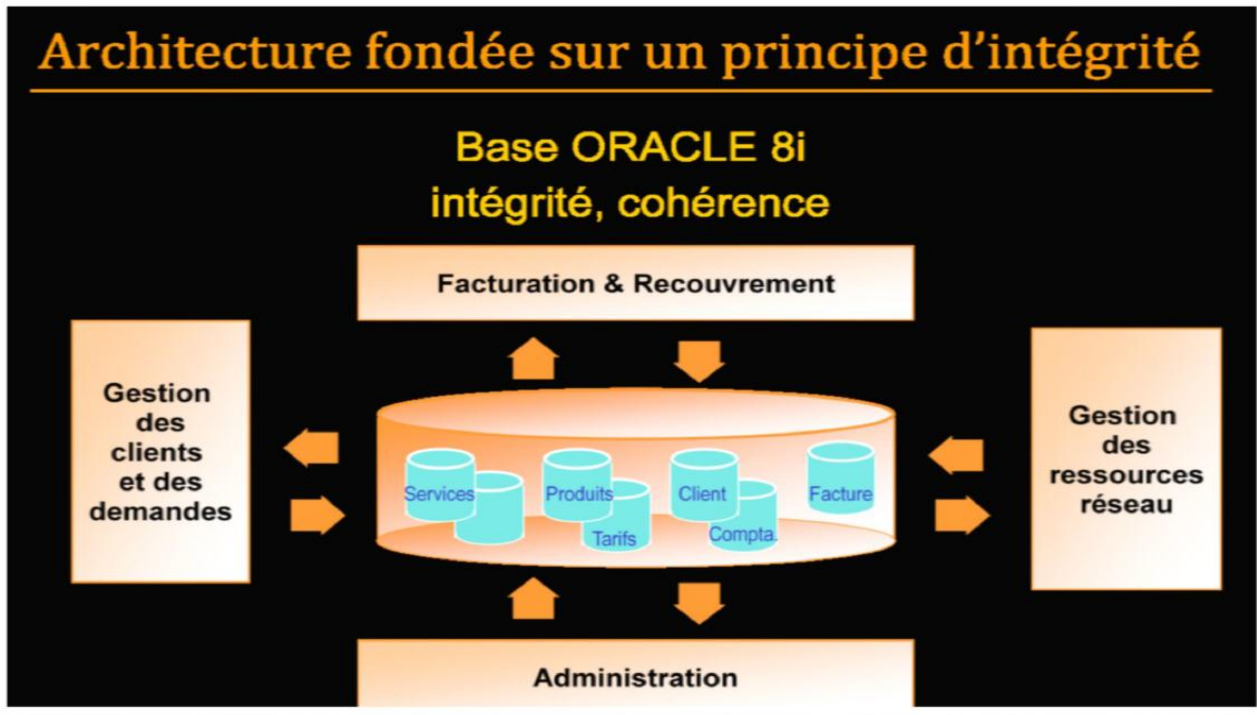 Architecture fondée sur un principe d'intégrité
Base ORACLE 8i
intégrité, cohérence
Facturation & Recouvrement
Gestion
des
clients
et des
demandes
Services
Produits
Tarifs
Client
Compta.
Facture
Gestion
des
ressources
réseau
Administration